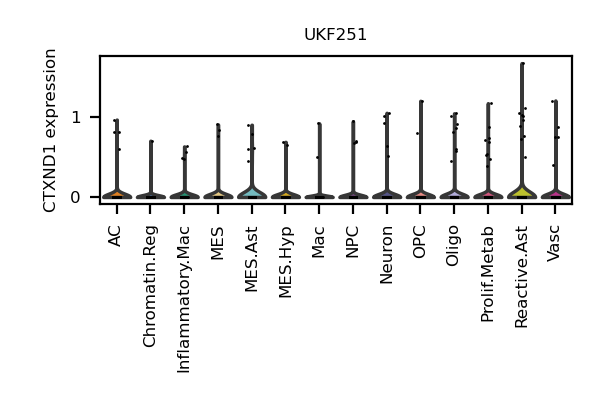 UKF251
CTXND1 expression
1
0
AC
Chromatin.Reg
Inflammatory.Mac
MES
MES.Ast
MES.Hyp
Mac
NPC
Neuron
OPC
Oligo
Prolif.Metab
Reactive.Ast
Vasc